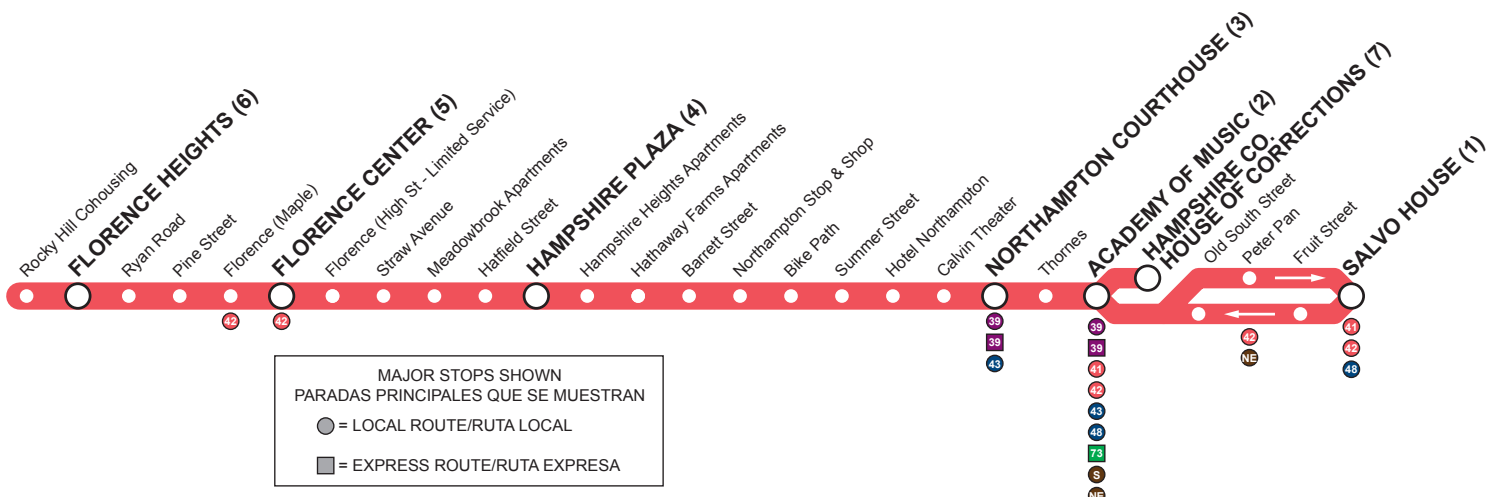 Rocky Hill Cohousing
FLORENCE HEIGHTS (6)
Ryan Road
Pine Street
Florence (Maple)
FLORENCE CENTER (5)
Florence (High St - Limited Service)
Straw Avenue
Meadowbrook Apartments
Hatfield Street
HAMPSHIRE PLAZA (4)
Hampshire Heights Apartments
Hathaway Farms Apartments
Barrett Street
Northampton Stop & Shop
Bike Path
Summer Street
Hotel Northampton
Calvin Theater
NORTHAMPTON COURTHOUSE (3)
Thornes
ACADEMY OF MUSIC (2)
HAMPSHIRE CO.
HOUSE OF CORRECTIONS (7)
Old South Street
Peter Pan
Fruit Street
SALVO HOUSE (1)
42
42
39
39
43
39
39
41
42
43
48
73
S
NE
42
NE
41
42
48
MAJOR STOPS SHOWN
PARADAS PRINCIPALES QUE SE MUESTRAN
= LOCAL ROUTE/RUTA LOCAL
= EXPRESS ROUTE/RUTA EXPRESA